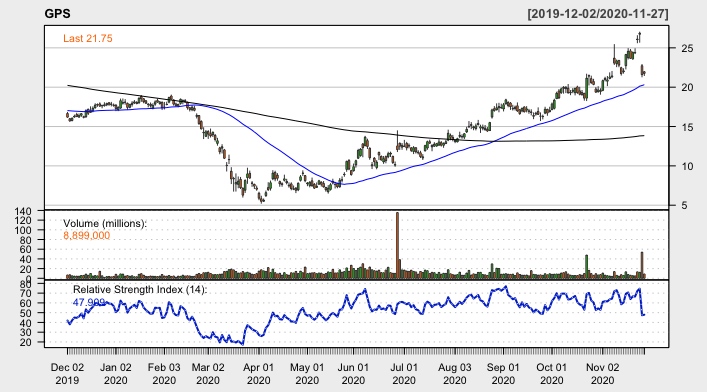 GPS [2019-12-02/2020-11-27]
Last 21.75
25
20
15
10
5
Volume (millions):
8,899,000
140
120
100
80
60
40
20
0
Relative Strength Index (14):
47.909
80
70
60
50
40
30
20
Dec 02 2019
Jan 02 2020
Feb 03 2020
Mar 02 2020
Apr 01 2020
May 01 2020
Jun 01 2020
Jul 01 2020
Aug 03 2020
Sep 01 2020
Oct 01 2020
Nov 02 2020